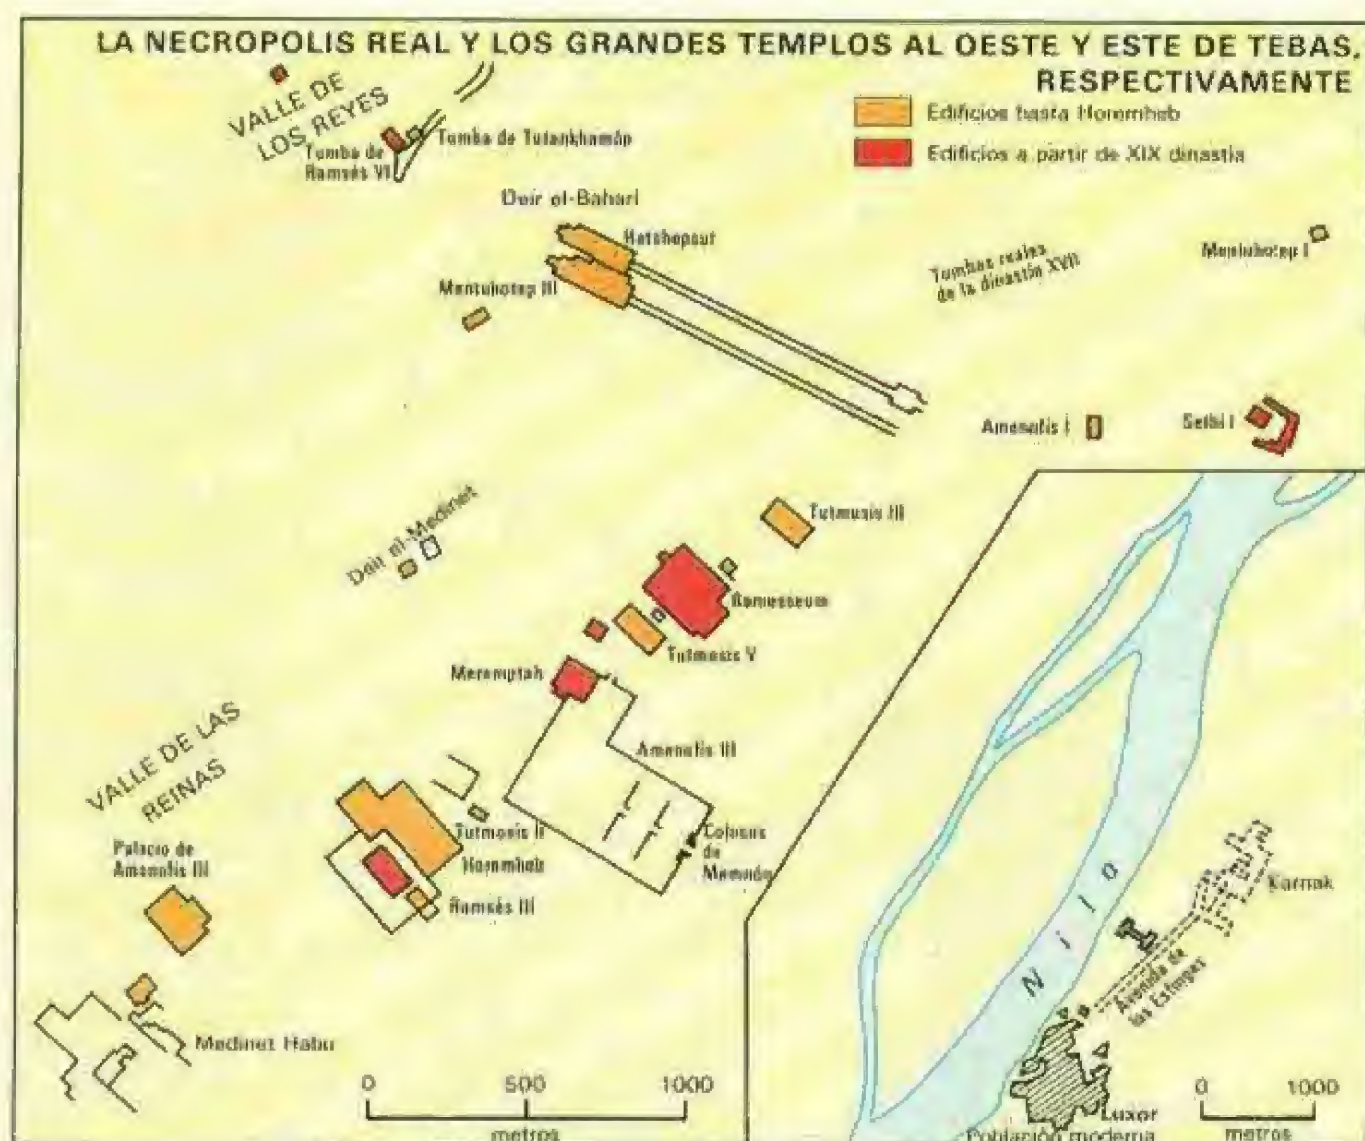 LA NECROPOLIS REAL Y LOS GRANDES TEMPLOS AL OESTE Y ESTE DE TEBAS,
RESPECTIVAMENTE
Edificios hasta Horemheb
Edificios a partir de XIX dinastía
VALLE DE
LOS REYES
Tumba de Tutankhamón
Tumba de
Ramsés VI
Deir el-Bahari
Hatshepsut
Mentuhotep III
Tumbas reales
de la dinastía XVII
Mentuhotep I
Amenofis I
Sethi I
Deir el-Medinet
Tutmosis III
Ramesseum
Tutmosis V
Meremptah
Amenofis III
VALLE DE LAS
REINAS
Palacio de
Amenofis III
Tutmosis II
Horemheb
Ramsés III
Colosos
de
Memnón
Medinet Habu
0 500 1000
metros
Nilo
Karnak
Avenida de
las Esfinges
Luxor
Población moderna
0 1000
metros